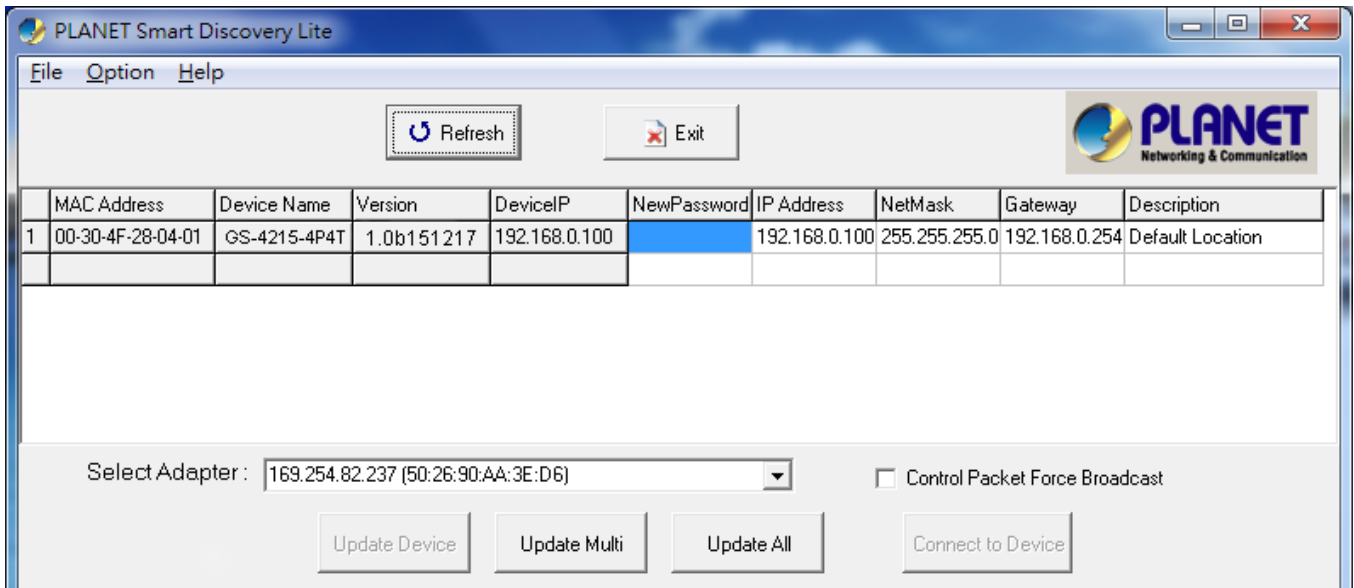 PLANET Smart Discovery Lite
File Option Help
Refresh Exit
PLANET
Networking & Communication
MAC Address Device Name Version DeviceIP NewPassword IP Address NetMask Gateway Description
1 00-30-4F-28-04-01 GS-4215-4P4T 1.0b151217 192.168.0.100 192.168.0.100 255.255.255.0 192.168.0.254 Default Location
Select Adapter : 169.254.82.237 (50:26:90:AA:3E:D6) Control Packet Force Broadcast
Update Device Update Multi Update All Connect to Device